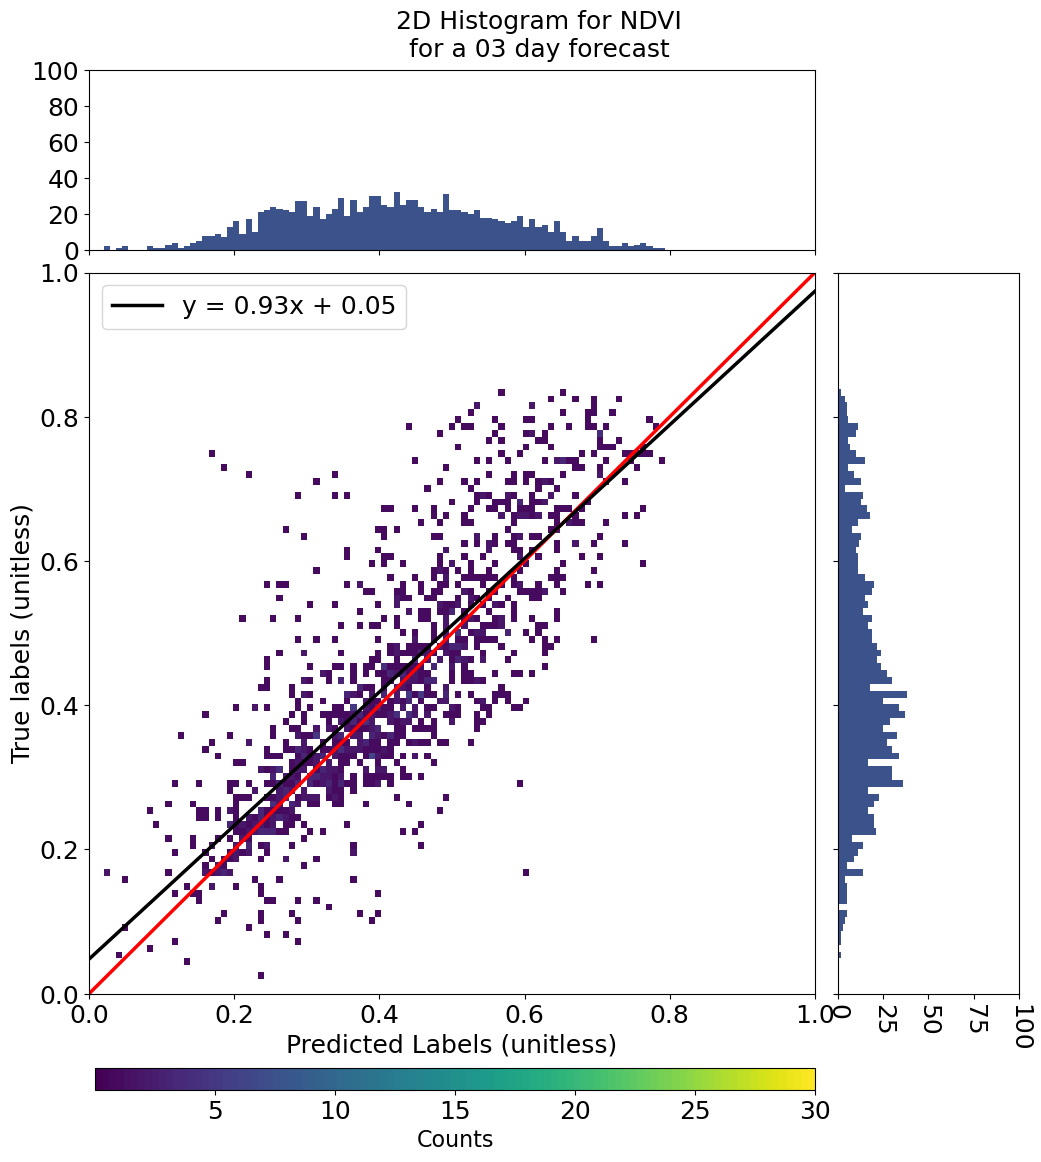 2D Histogram for NDVI
for a 03 day forecast
100
80
60
40
20
0
1.0
0.8
0.6
0.4
0.2
0.0
True labels (unitless)
y = 0.93x + 0.05
0.0 0.2 0.4 0.6 0.8 1.0
Predicted Labels (unitless)
0 25 50 75 100
5 10 15 20 25 30
Counts